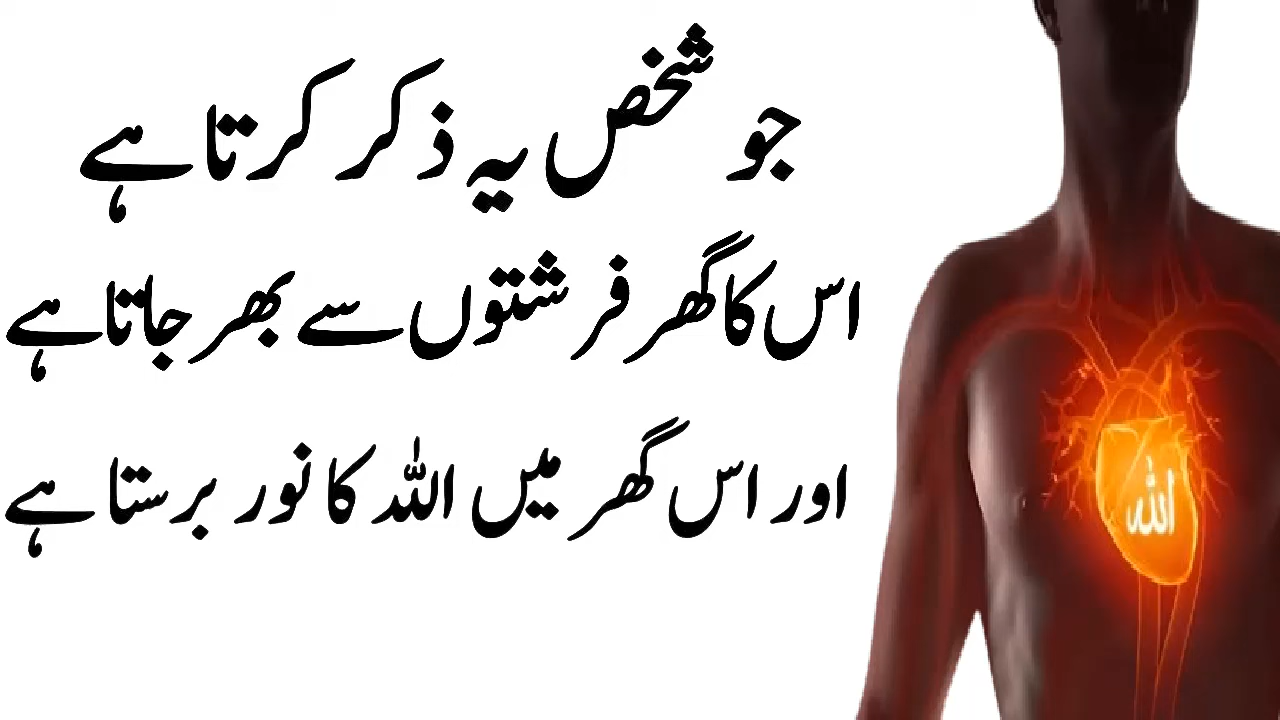 جو شخص یہ ذکر کرتا ہے
اس کا گھر فرشتوں سے بھر جاتا ہے
اور اس گھر میں اللہ کا نور برستا ہے
الله